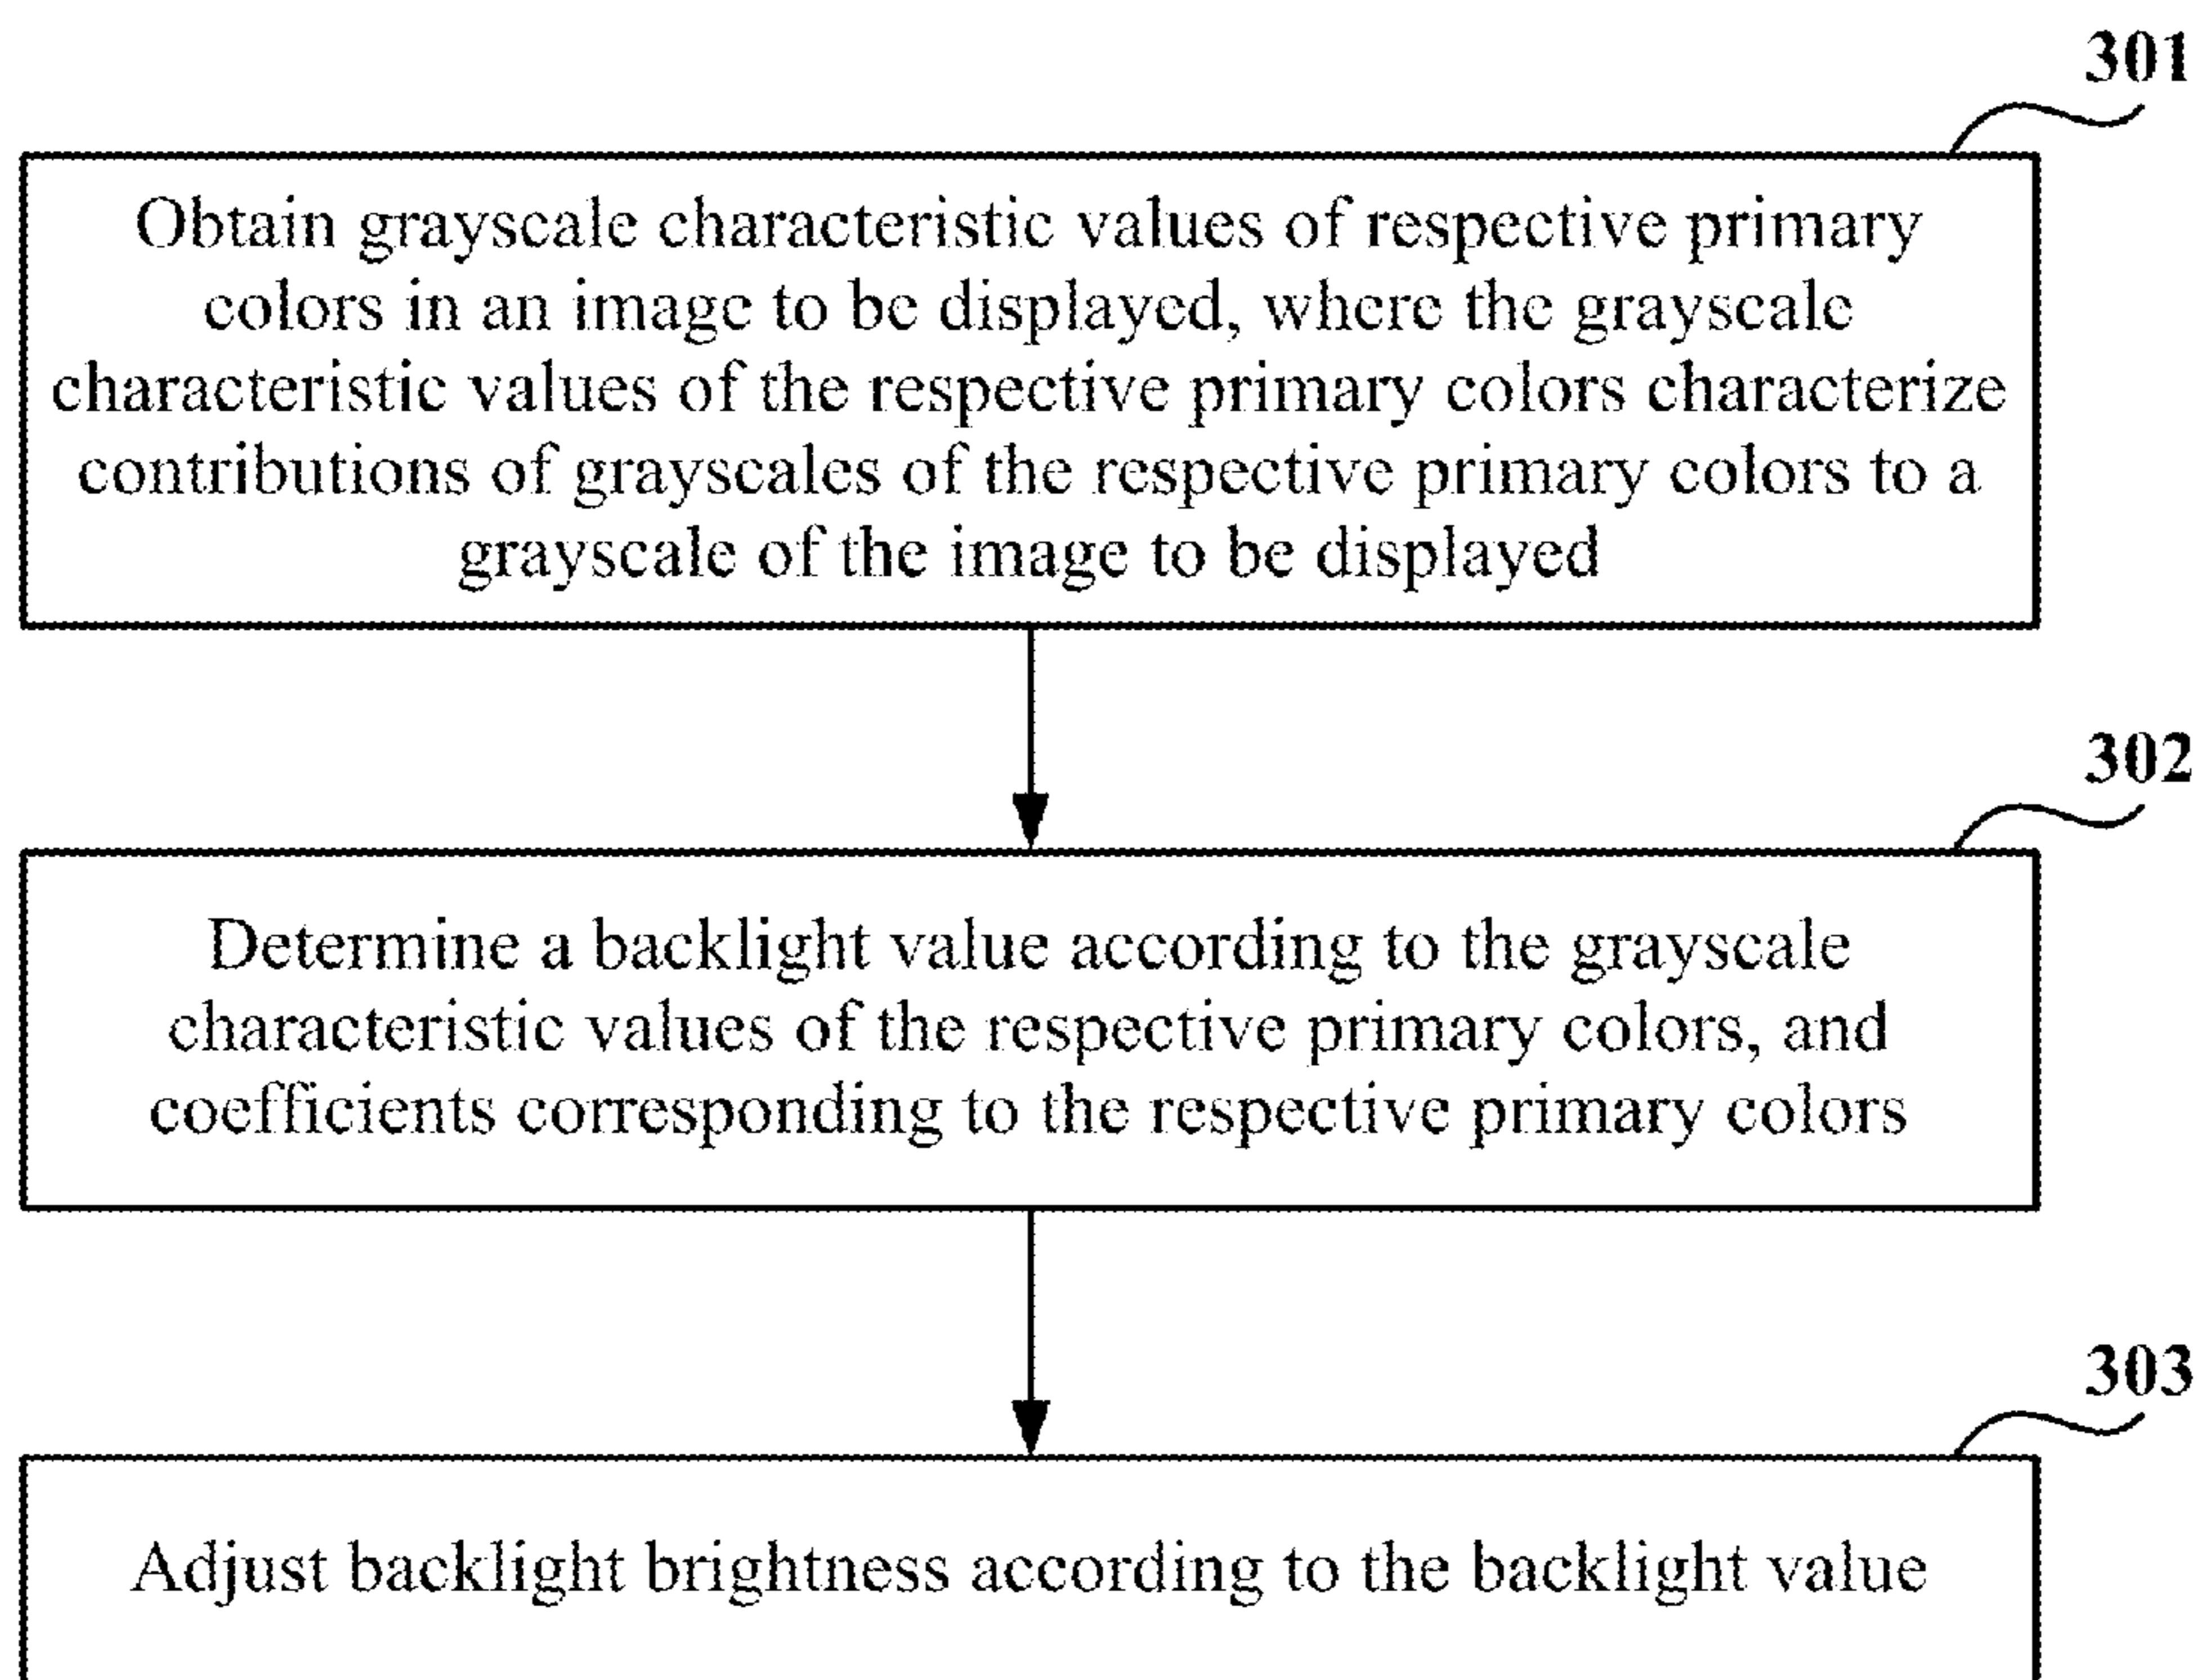 301
Obtain grayscale characteristic values of respective primary
colors in an image to be displayed, where the grayscale
characteristic values of the respective primary colors characterize
contributions of grayscales of the respective primary colors to a
grayscale of the image to be displayed
302
Determine a backlight value according to the grayscale
characteristic values of the respective primary colors, and
coefficients corresponding to the respective primary colors
303
Adjust backlight brightness according to the backlight value